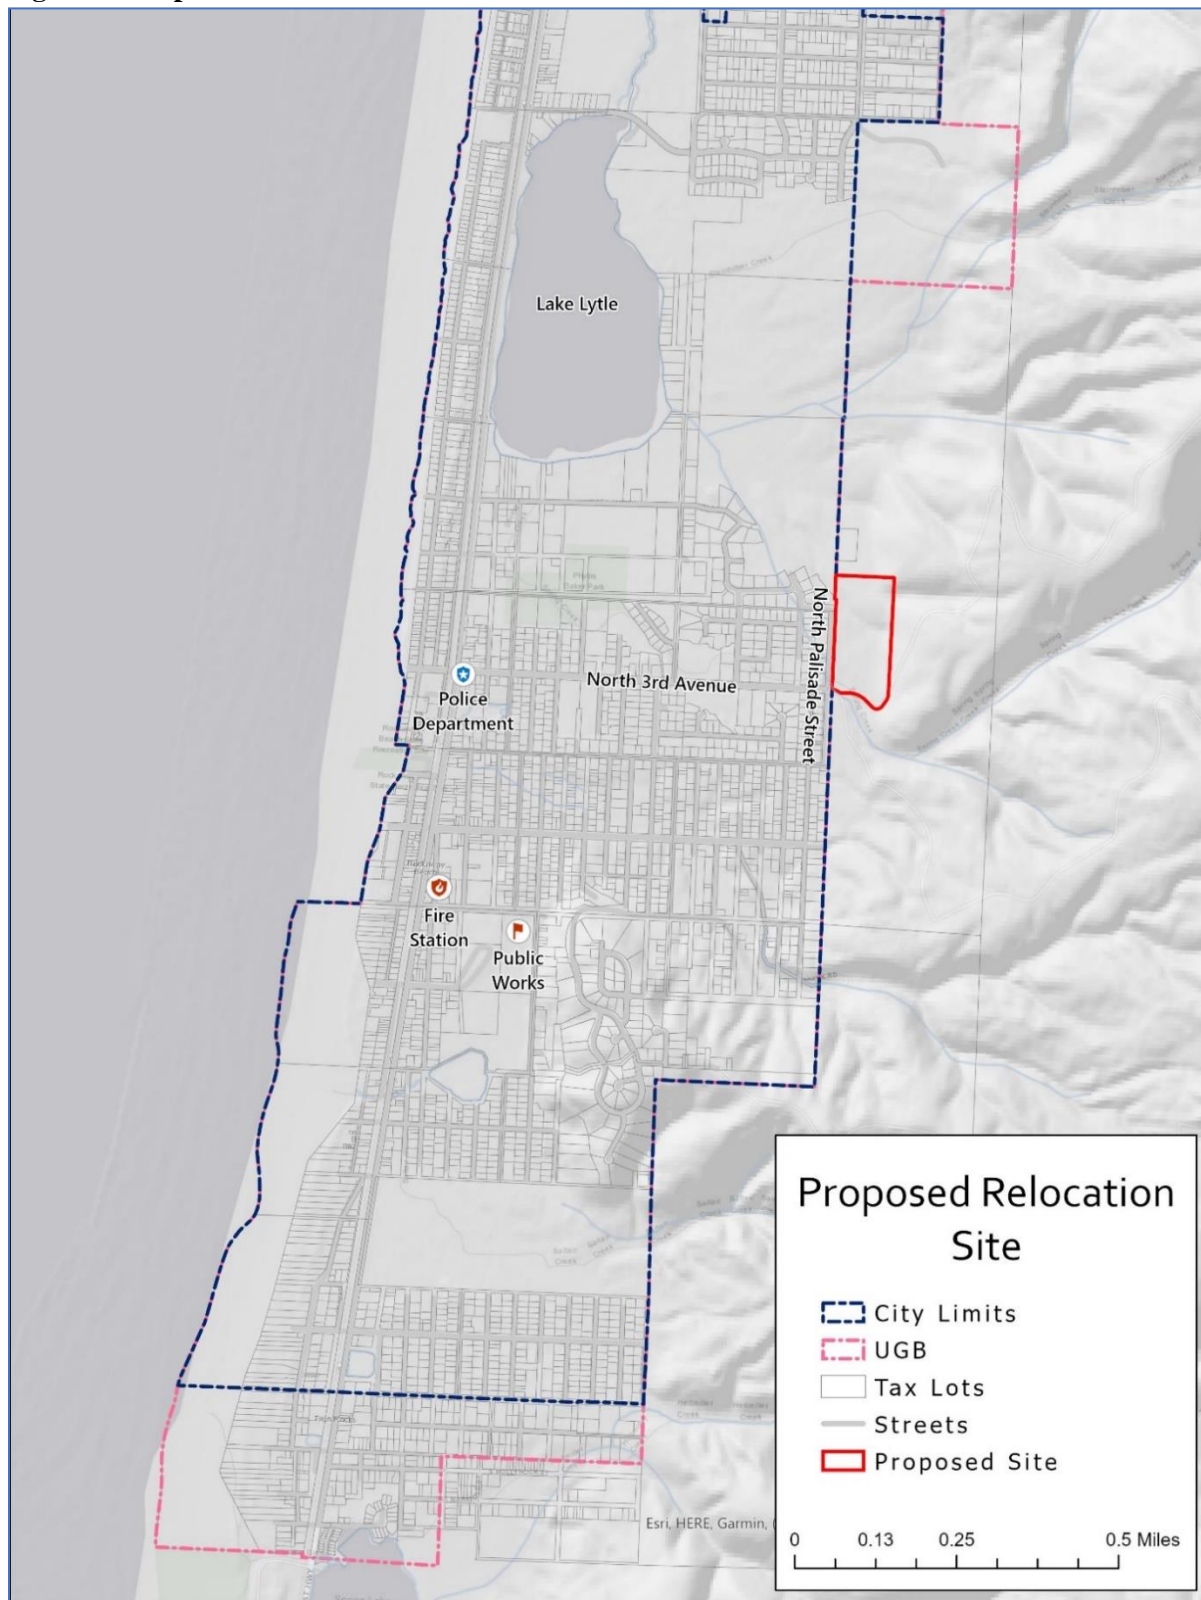 Lake Lytle
North Palisade Street
North 3rd Avenue
Police
Department
Fire
Station
Public
Works
Proposed Relocation
Site
City Limits
UGB
Tax Lots
Streets
Proposed Site
Esri, HERE, Garmin,
0 0.13 0.25 0.5 Miles